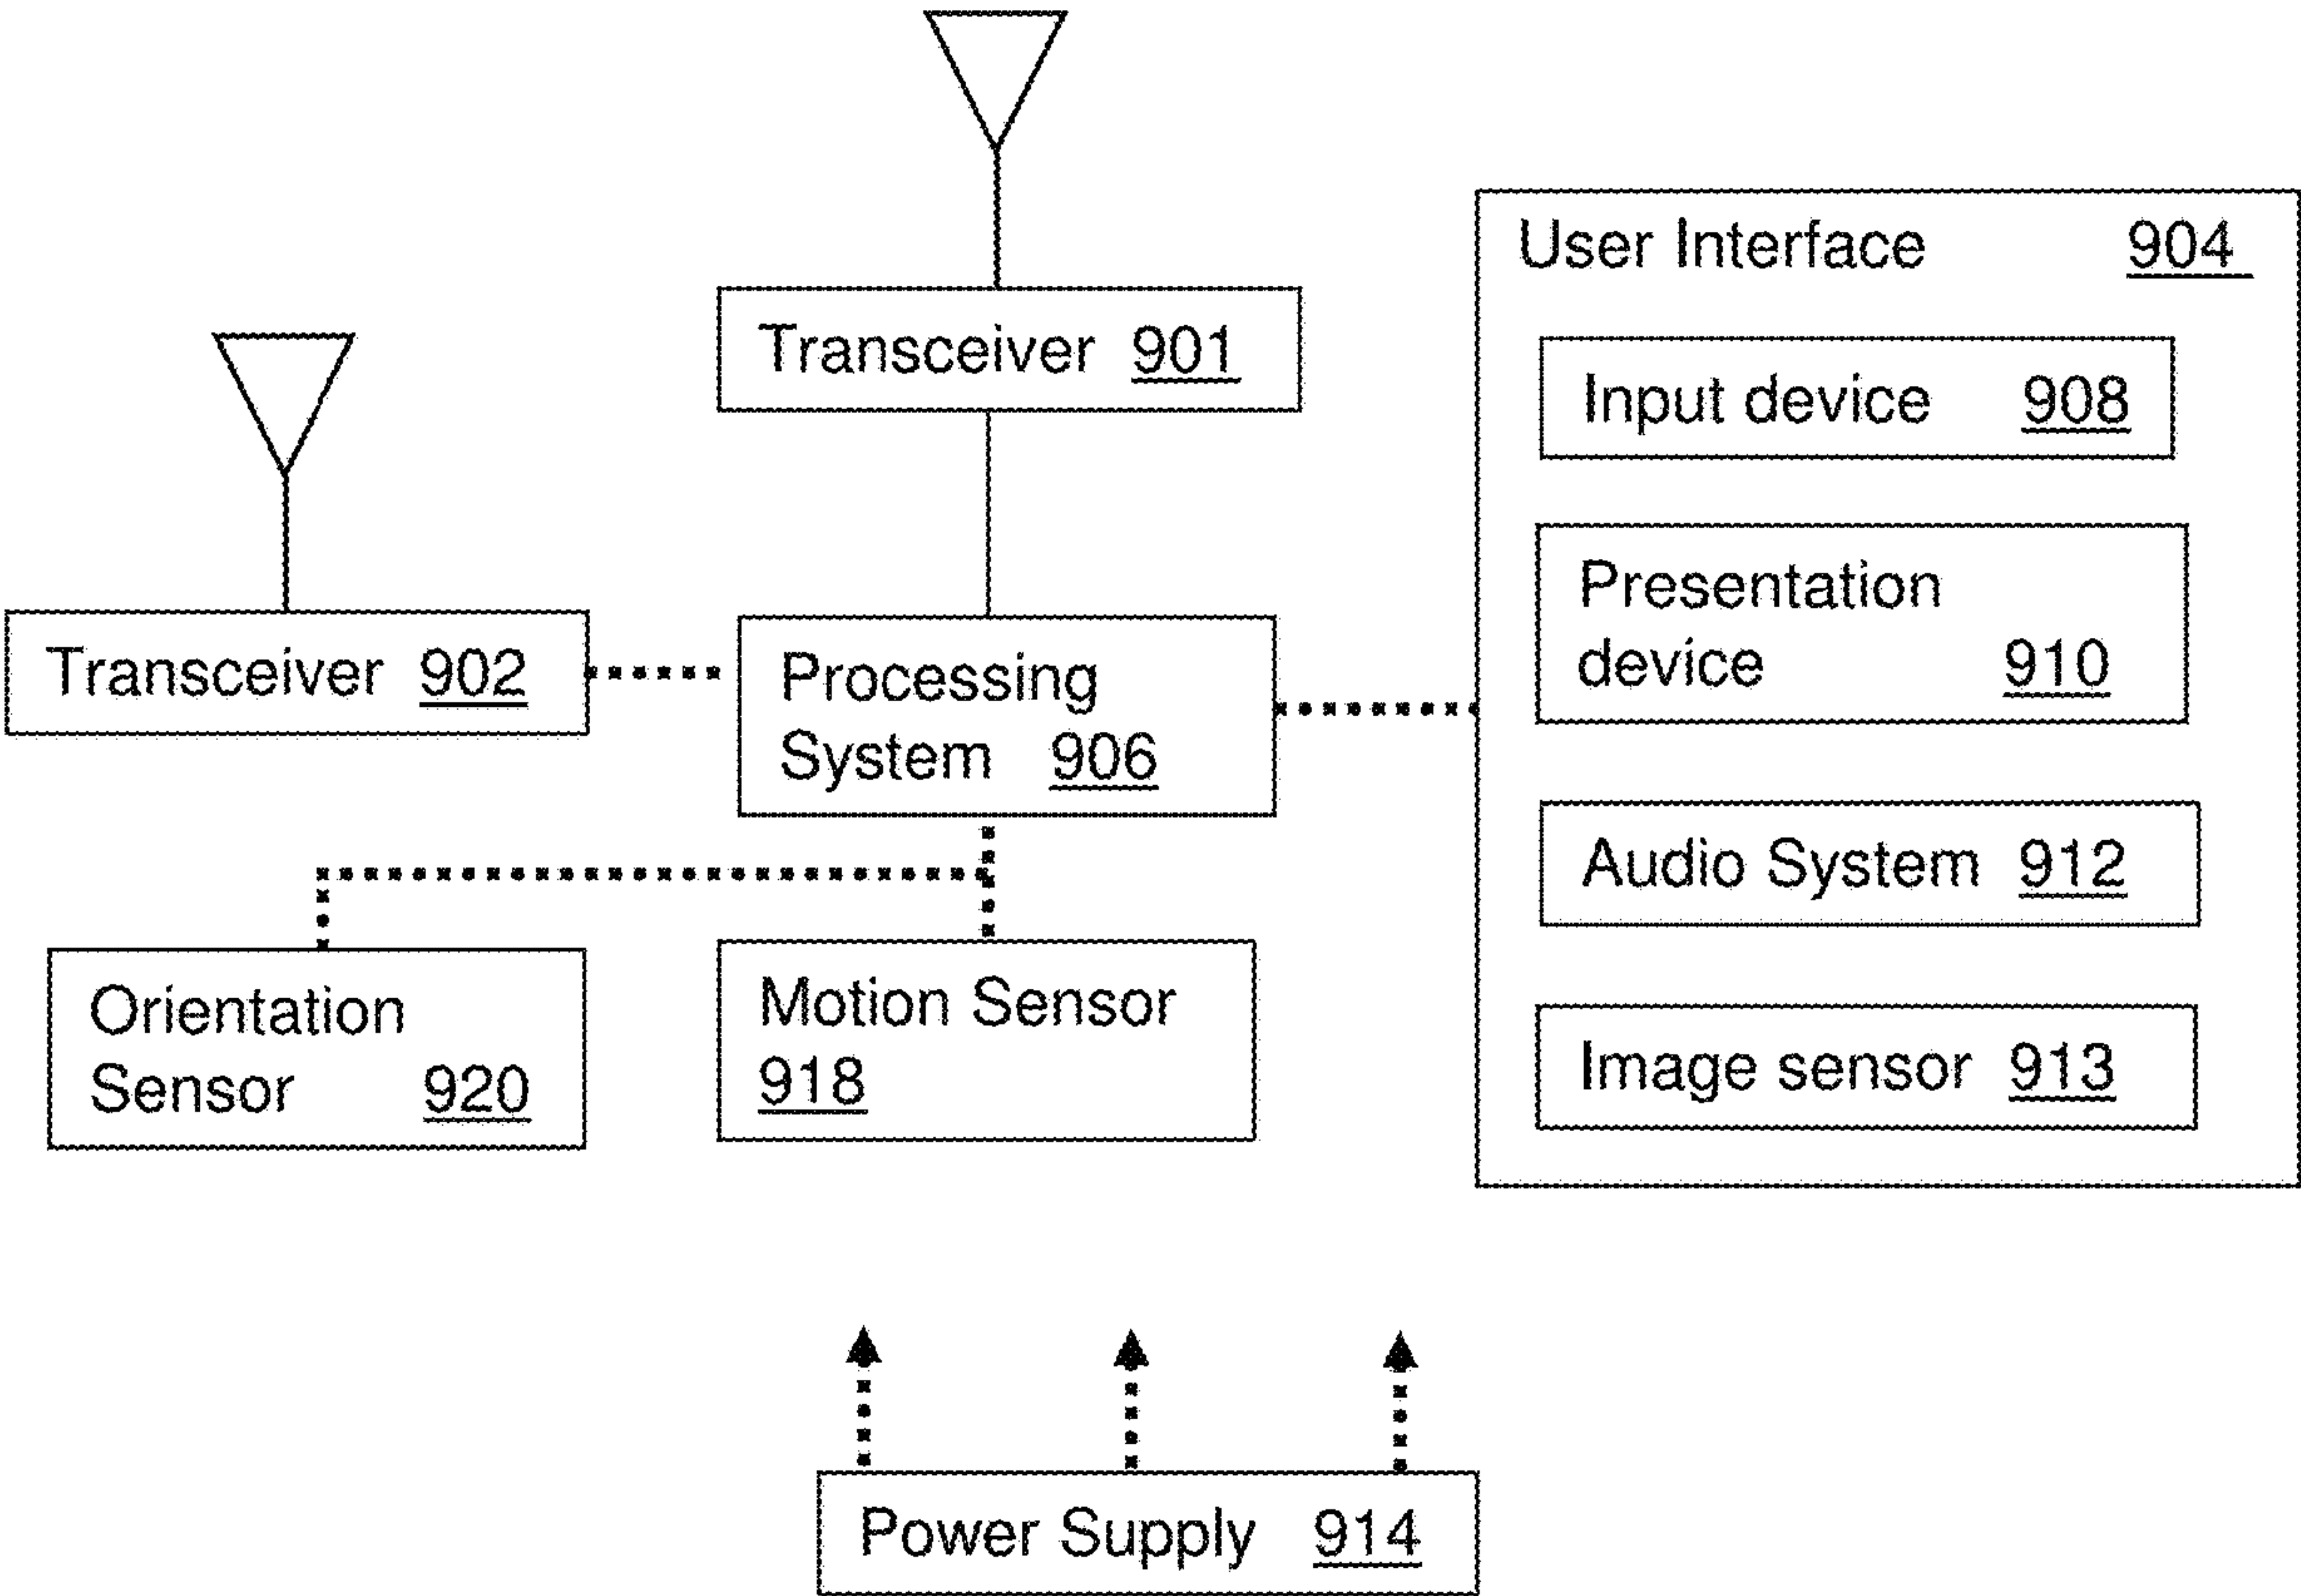 User Interface 904
Transceiver 901
Input device 908
Transceiver 902
Processing
System 906
Presentation
device 910
Audio System 912
Orientation
Sensor 920
Motion Sensor
918
Image sensor 913
Power Supply 914